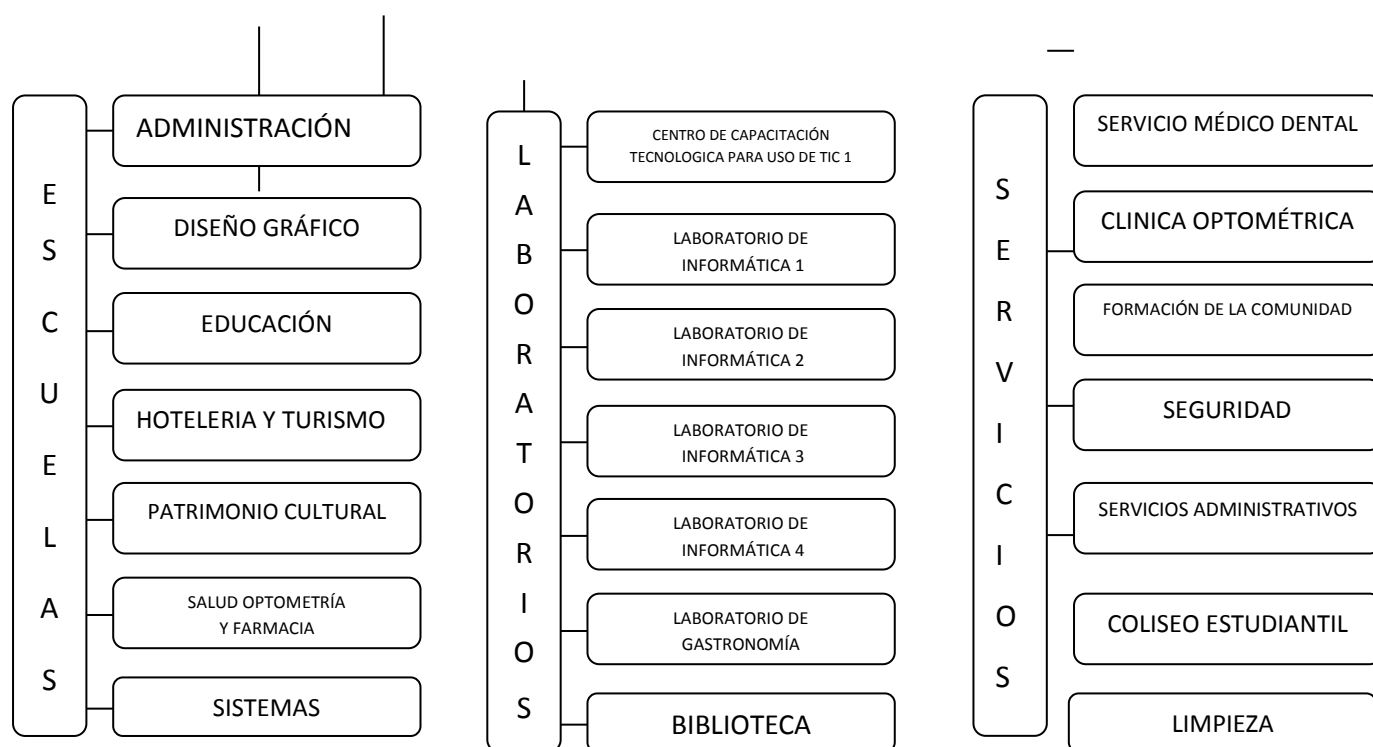 ESCUELAS
ADMINISTRACIÓN
DISEÑO GRÁFICO
EDUCACIÓN
HOTELERIA Y TURISMO
PATRIMONIO CULTURAL
SALUD OPTOMETRÍA
Y FARMACIA
SISTEMAS
LABORATORIOS
CENTRO DE CAPACITACIÓN
TECNOLOGICA PARA USO DE TIC 1
LABORATORIO DE
INFORMÁTICA 1
LABORATORIO DE
INFORMÁTICA 2
LABORATORIO DE
INFORMÁTICA 3
LABORATORIO DE
INFORMÁTICA 4
LABORATORIO DE
GASTRONOMÍA
BIBLIOTECA
SERVICIOS
SERVICIO MÉDICO DENTAL
CLINICA OPTOMÉTRICA
FORMACIÓN DE LA COMUNIDAD
SEGURIDAD
SERVICIOS ADMINISTRATIVOS
COLISEO ESTUDIANTIL
LIMPIEZA